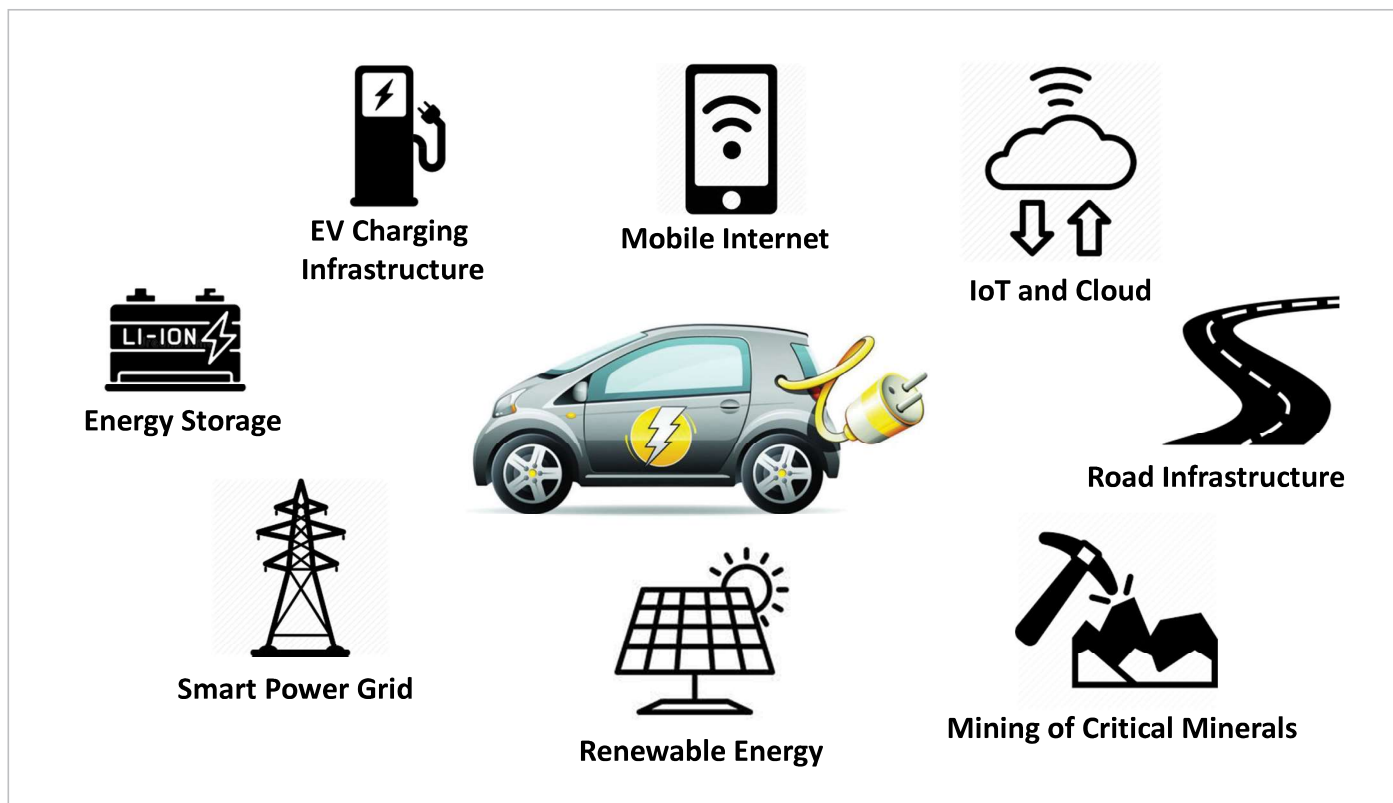 EV Charging
Infrastructure
Mobile Internet
IoT and Cloud
LI-ION
Energy Storage
Road Infrastructure
Smart Power Grid
Renewable Energy
Mining of Critical Minerals